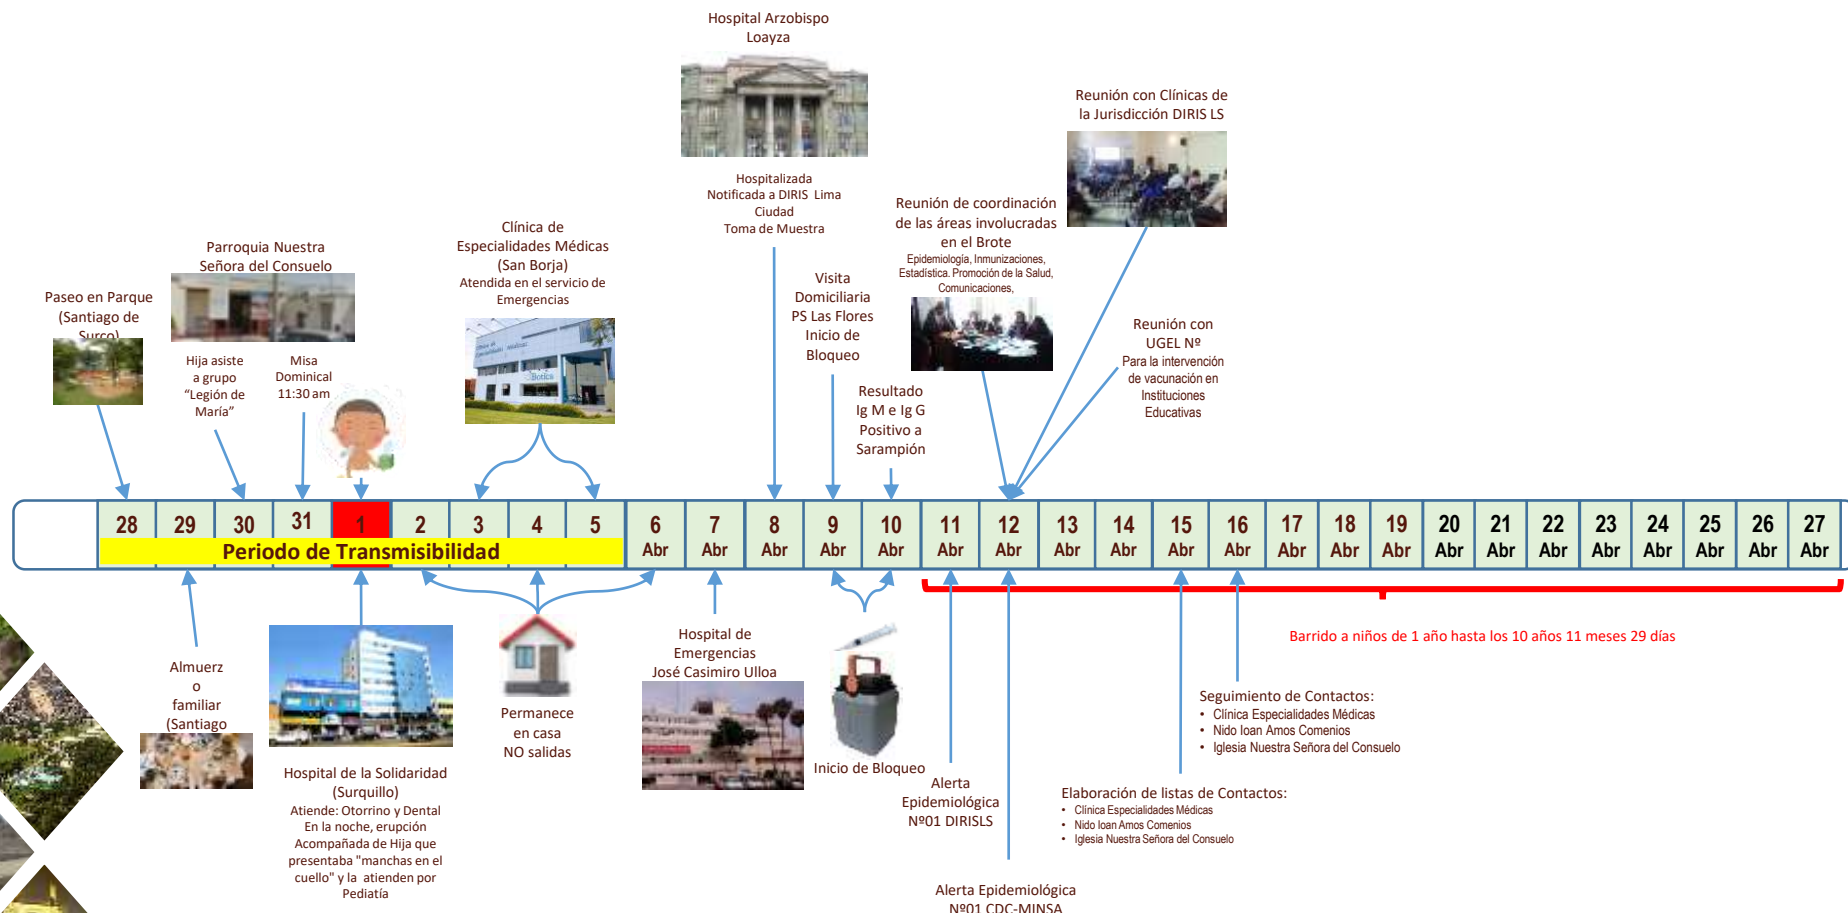 Hospital Arzobispo
Loayza
Hospitalizada
Notificada a DIRIS Lima
Ciudad
Toma de Muestra
Reunión con Clínicas de
la Jurisdicción DIRIS LS
Reunión de coordinación
de las áreas involucradas
en el Brote
Epidemiología, Inmunizaciones,
Estadística. Promoción de la Salud,
Comunicaciones,
Reunión con
UGEL Nº
Para la intervención
de vacunación en
Instituciones
Educativas
Paseo en Parque
(Santiago de
Surco)
Parroquia Nuestra
Señora del Consuelo
Hija asiste
a grupo
“Legión de
María”
Misa
Dominical
11:30 am
Clínica de
Especialidades Médicas
(San Borja)
Atendida en el servicio de
Emergencias
Visita
Domiciliaria
PS Las Flores
Inicio de
Bloqueo
Resultado
Ig M e Ig G
Positivo a
Sarampión
28 29 30 31 1 2 3 4 5 6 7 8 9 10 11 12 13 14 15 16 17 18 19 20 21 22 23 24 25 26 27
Periodo de Transmisibilidad
Abr Abr Abr Abr Abr Abr Abr Abr Abr Abr Abr Abr Abr Abr Abr Abr Abr Abr Abr Abr Abr Abr
Almuerz
o
familiar
(Santiago
Hospital de la Solidaridad
(Surquillo)
Atiende: Otorrino y Dental
En la noche, erupción
Acompañada de Hija que
presentaba "manchas en el
cuello" y la atienden por
Pediatía
Permanece
en casa
NO salidas
Hospital de
Emergencias
José Casimiro Ulloa
Inicio de Bloqueo
Alerta
Epidemiológica
Nº01 DIRISLS
Alerta Epidemiológica
Nº01 CDC-MINSA
Barrido a niños de 1 año hasta los 10 años 11 meses 29 días
Seguimiento de Contactos:
• Clínica Especialidades Médicas
• Nido Ioan Amos Comenios
• Iglesia Nuestra Señora del Consuelo
Elaboración de listas de Contactos:
• Clínica Especialidades Médicas
• Nido Ioan Amos Comenios
• Iglesia Nuestra Señora del Consuelo